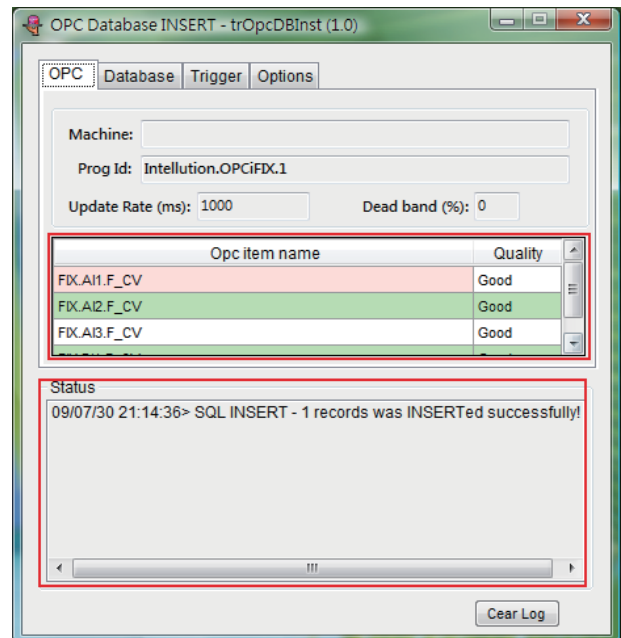 OPC Database INSERT - trOpcDBInst (1.0)
OPC Database Trigger Options
Machine:
Prog Id: Intellution.OPCiFIX.1
Update Rate (ms): 1000 Dead band (%): 0
Opc item name Quality
FIX.AI1.F_CV Good
FIX.AI2.F_CV Good
FIX.AI3.F_CV Good
Status
09/07/30 21:14:36> SQL INSERT - 1 records was INSERTed successfully!
Cear Log